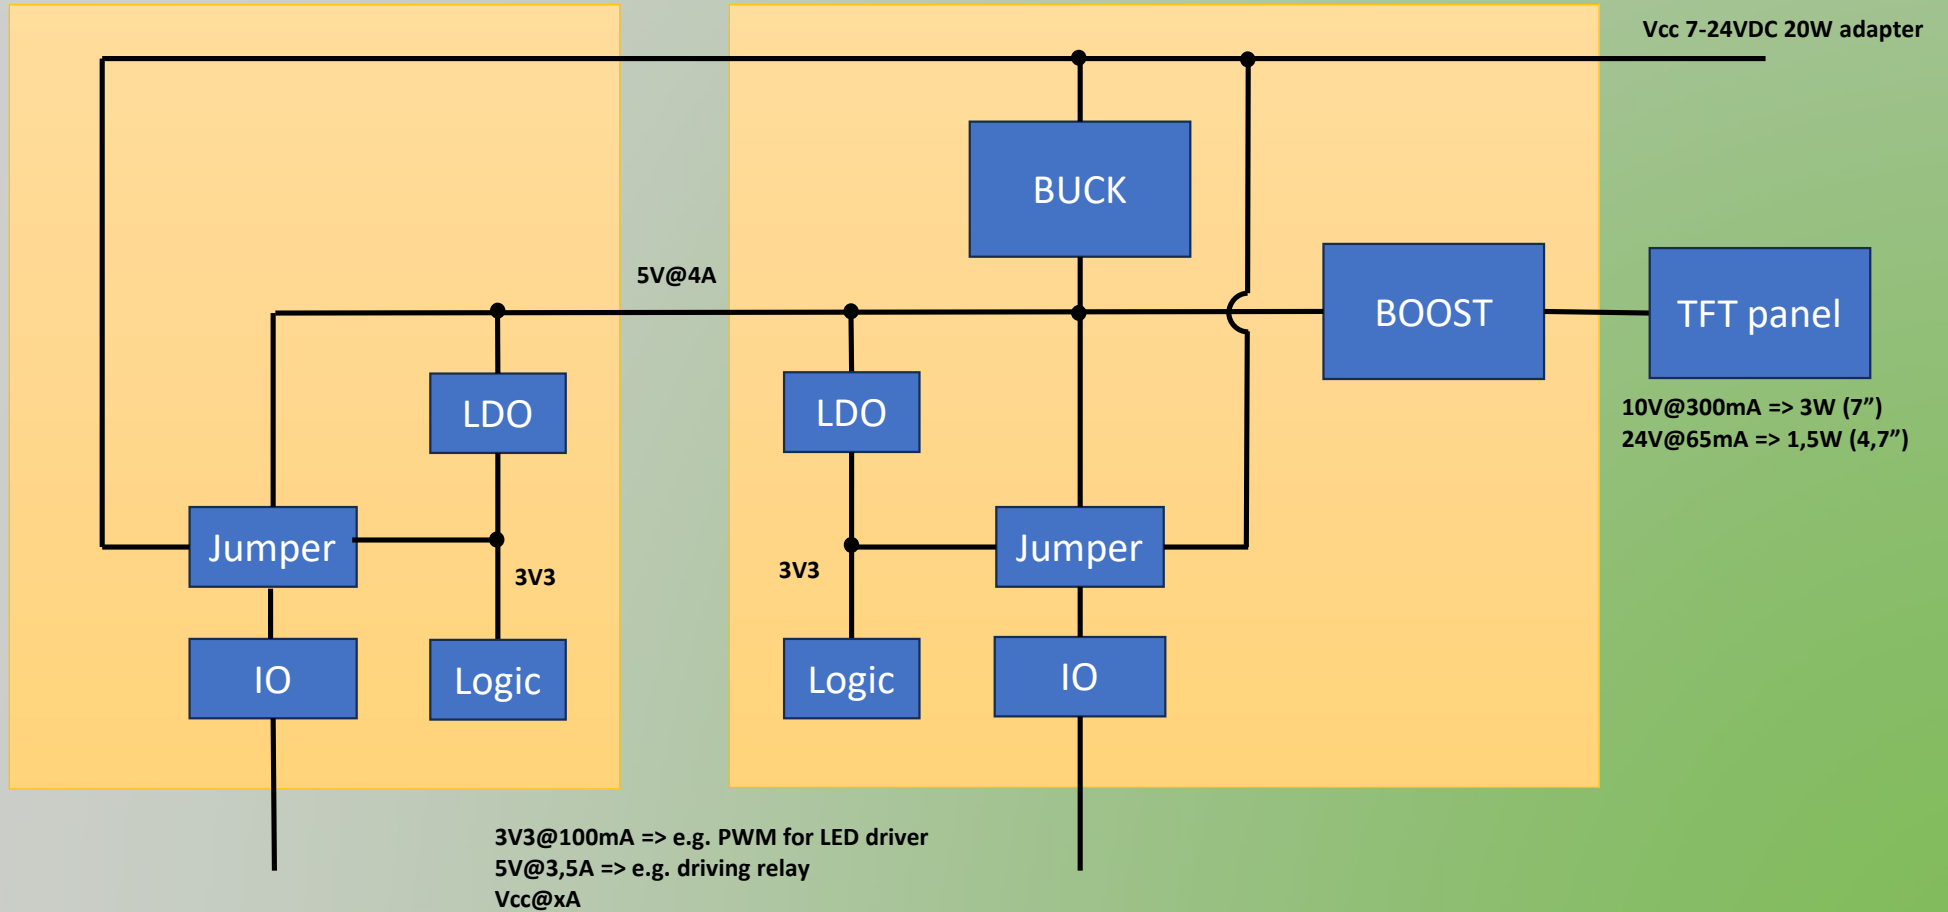 Vcc 7-24VDC 20W adapter
BUCK
5V@4A
BOOST
TFT panel
LDO
LDO
10V@300mA => 3W (7”)
24V@65mA => 1,5W (4,7”)
Jumper
3V3
3V3
Jumper
IO
Logic
Logic
IO
3V3@100mA => e.g. PWM for LED driver
5V@3,5A => e.g. driving relay
Vcc@xA